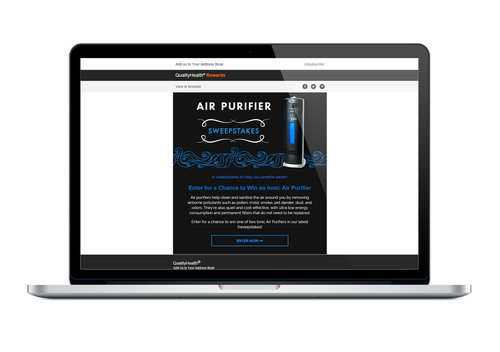 Add us to Your Address Book Unsubscribe
QualityHealth® Rewards
View in browser
AIR PURIFIER
SWEEPSTAKES
A sweepstakes to help you breathe easier!
Enter for a Chance to Win an Ionic Air Purifier
Air purifiers help clean and sanitize the air around you by removing
airborne pollutants such as pollen, mold, smoke, pet dander, dust, and
odors. They're also quiet and cost-effective, with ultra-low energy
consumption and permanent filters that do not need to be replaced.
Enter for a chance to win one of two Ionic Air Purifiers in our latest
Sweepstakes!
ENTER NOW
QualityHealth®
Add Us to Your Address Book